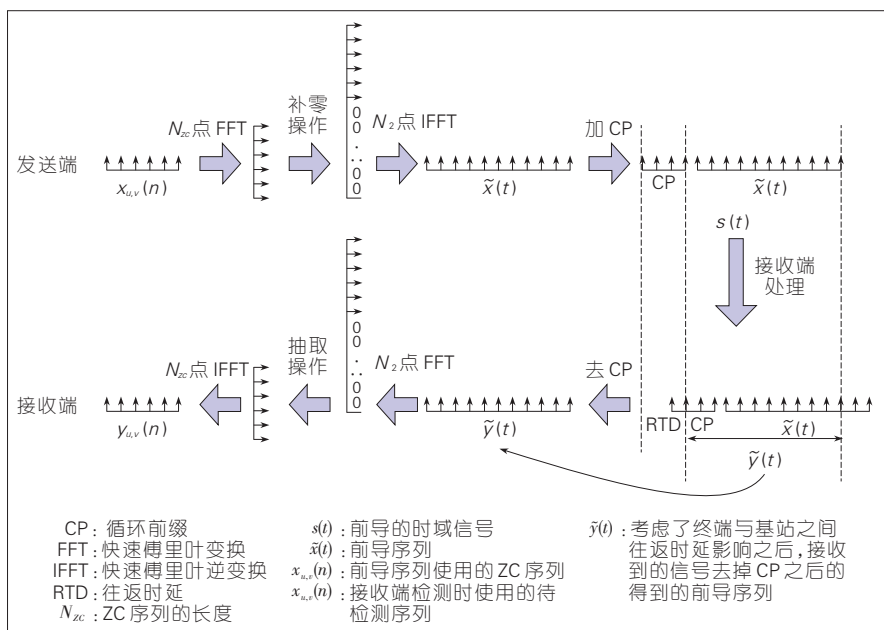 补零
操作
N_zc 点 FFT
N_2 点 IFFT
加 CP
0
0
⋮
0
0
发送端
x_{u,v}(n)
x̃(t)
CP
x̃(t)
s(t)
接收端
处理
0
0
⋮
0
0
抽取
操作
N_zc 点 IFFT
N_2 点 FFT
去 CP
接收端
y_{u,v}(n)
ỹ(t)
RTD
CP
x̃(t)
ỹ(t)
CP：循环前缀
FFT：快速傅里叶变换
IFFT：快速傅里叶逆变换
RTD：往返时延
N_zc：ZC 序列的长度
s(t)：前导的时域信号
x̃(t)：前导序列
x_{u,v}(n)：前导序列使用的 ZC 序列
x_{u,v}(n)：接收端检测时使用的待
检测序列
ỹ(t)：考虑了终端与基站之间
往返时延影响之后，接收
到的信号去掉 CP 之后的
得到的前导序列